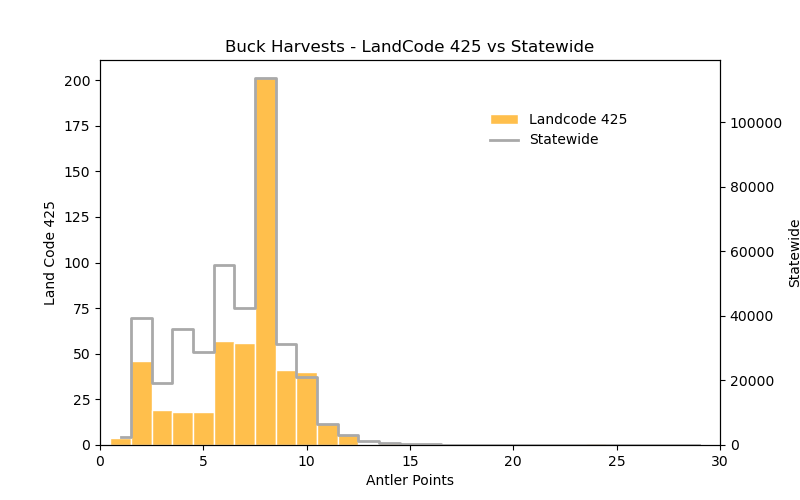 Buck Harvests - LandCode 425 vs Statewide
Landcode 425
Statewide
Land Code 425
200
175
150
125
100
75
50
25
0
100000
80000
60000
40000
20000
0
Statewide
0 5 10 15 20 25 30
Antler Points